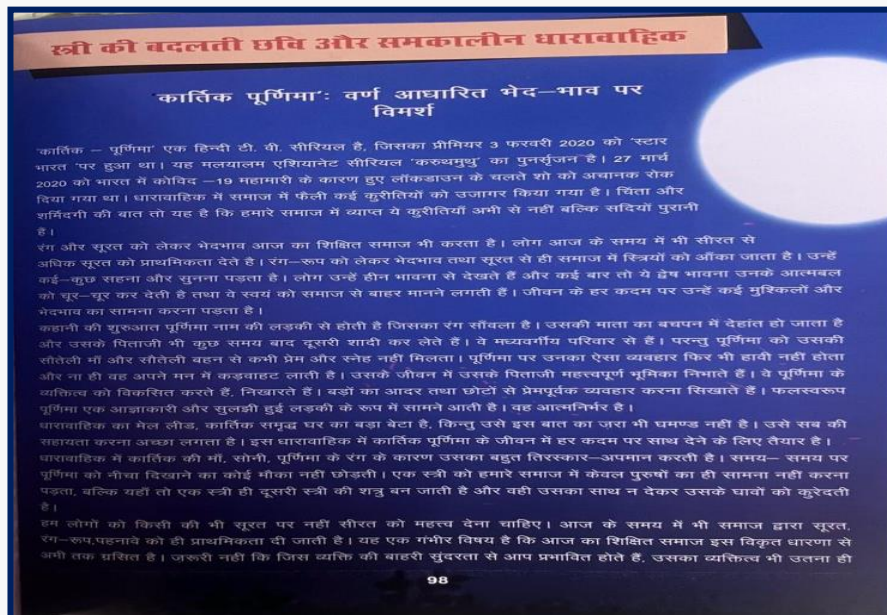 स्त्री की बदलती छवि और समकालीन धारावाहिक
'कार्तिक पूर्णिमा': वर्ण आधारित भेद–भाव पर
विमर्श
'कार्तिक – पूर्णिमा' एक हिन्दी टी. वी. सीरियल है, जिसका प्रीमियर 3 फरवरी 2020 को 'स्टार
भारत 'पर हुआ था। यह मलयालम एशियानेट सीरियल 'करुथमुथु' का पुनर्सृजन है। 27 मार्च
2020 को भारत में कोविद –19 महामारी के कारण हुए लॉकडाउन के चलते शो को अचानक रोक
दिया गया था। धारावाहिक में समाज में फैली कई कुरीतियों को उजागर किया गया है। चिंता और
शर्मिंदगी की बात तो यह है कि हमारे समाज में व्याप्त ये कुरीतियाँ अभी से नहीं बल्कि सदियों पुरानी
है।
रंग और सूरत को लेकर भेदभाव आज का शिक्षित समाज भी करता है। लोग आज के समय में भी सीरत से
अधिक सूरत को प्राथमिकता देते है। रंग–रूप को लेकर भेदभाव तथा सूरत से ही समाज में स्त्रियों को आँका जाता है। उन्हें
कई–कुछ सहना और सुनना पड़ता है। लोग उन्हें हीन भावना से देखते हैं और कई बार तो ये द्वेष भावना उनके आत्मबल
को चूर–चूर कर देती है तथा वे स्वयं को समाज से बाहर मानने लगती हैं। जीवन के हर कदम पर उन्हें कई मुश्किलों और
भेदभाव का सामना करना पड़ता है।
कहानी की शुरुआत पूर्णिमा नाम की लड़की से होती है जिसका रंग साँवला है। उसकी माता का बचपन में देहांत हो जाता है
और उसके पिताजी भी कुछ समय बाद दूसरी शादी कर लेते हैं। वे मध्यवर्गीय परिवार से हैं। परन्तु पूर्णिमा को उसकी
सौतेली माँ और सौतेली बहन से कभी प्रेम और स्नेह नहीं मिलता। पूर्णिमा पर उनका ऐसा व्यवहार फिर भी हावी नहीं होता
और ना ही वह अपने मन में कड़वाहट लाती है। उसके जीवन में उसके पिताजी महत्त्वपूर्ण भूमिका निभाते हैं। वे पूर्णिमा के
व्यक्तित्व को विकसित करते हैं, निखारते हैं। बड़ों का आदर तथा छोटों से प्रेमपूर्वक व्यवहार करना सिखाते हैं। फलस्वरूप
पूर्णिमा एक आज्ञाकारी और सुलझी हुई लड़की के रूप में सामने आती है। वह आत्मनिर्भर है।
धारावाहिक का मेल लीड, कार्तिक समृद्ध घर का बड़ा बेटा है, किन्तु उसे इस बात का जरा भी घमण्ड नहीं है। उसे सब की
सहायता करना अच्छा लगता है। इस धारावाहिक में कार्तिक पूर्णिमा के जीवन में हर कदम पर साथ देने के लिए तैयार है।
धारावाहिक में कार्तिक की माँ, सोनी, पूर्णिमा के रंग के कारण उसका बहुत तिरस्कार–अपमान करती है। समय– समय पर
पूर्णिमा को नीचा दिखाने का कोई मौका नहीं छोड़ती। एक स्त्री को हमारे समाज में केवल पुरुषों का ही सामना नहीं करना
पड़ता, बल्कि यहाँ तो एक स्त्री ही दूसरी स्त्री की शत्रु बन जाती है और वही उसका साथ न देकर उसके घावों को कुरेदती
है।
हम लोगों को किसी की भी सूरत पर नहीं सीरत को महत्त्व देना चाहिए। आज के समय में भी समाज द्वारा सूरत,
रंग–रूप,पहनावे को ही प्राथमिकता दी जाती है। यह एक गंभीर विषय है कि आज का शिक्षित समाज इस विकृत धारणा से
अभी तक ग्रसित है। ज़रूरी नहीं कि जिस व्यक्ति की बाहरी सुंदरता से आप प्रभावित होते हैं, उसका व्यक्तित्व भी उतना ही
98